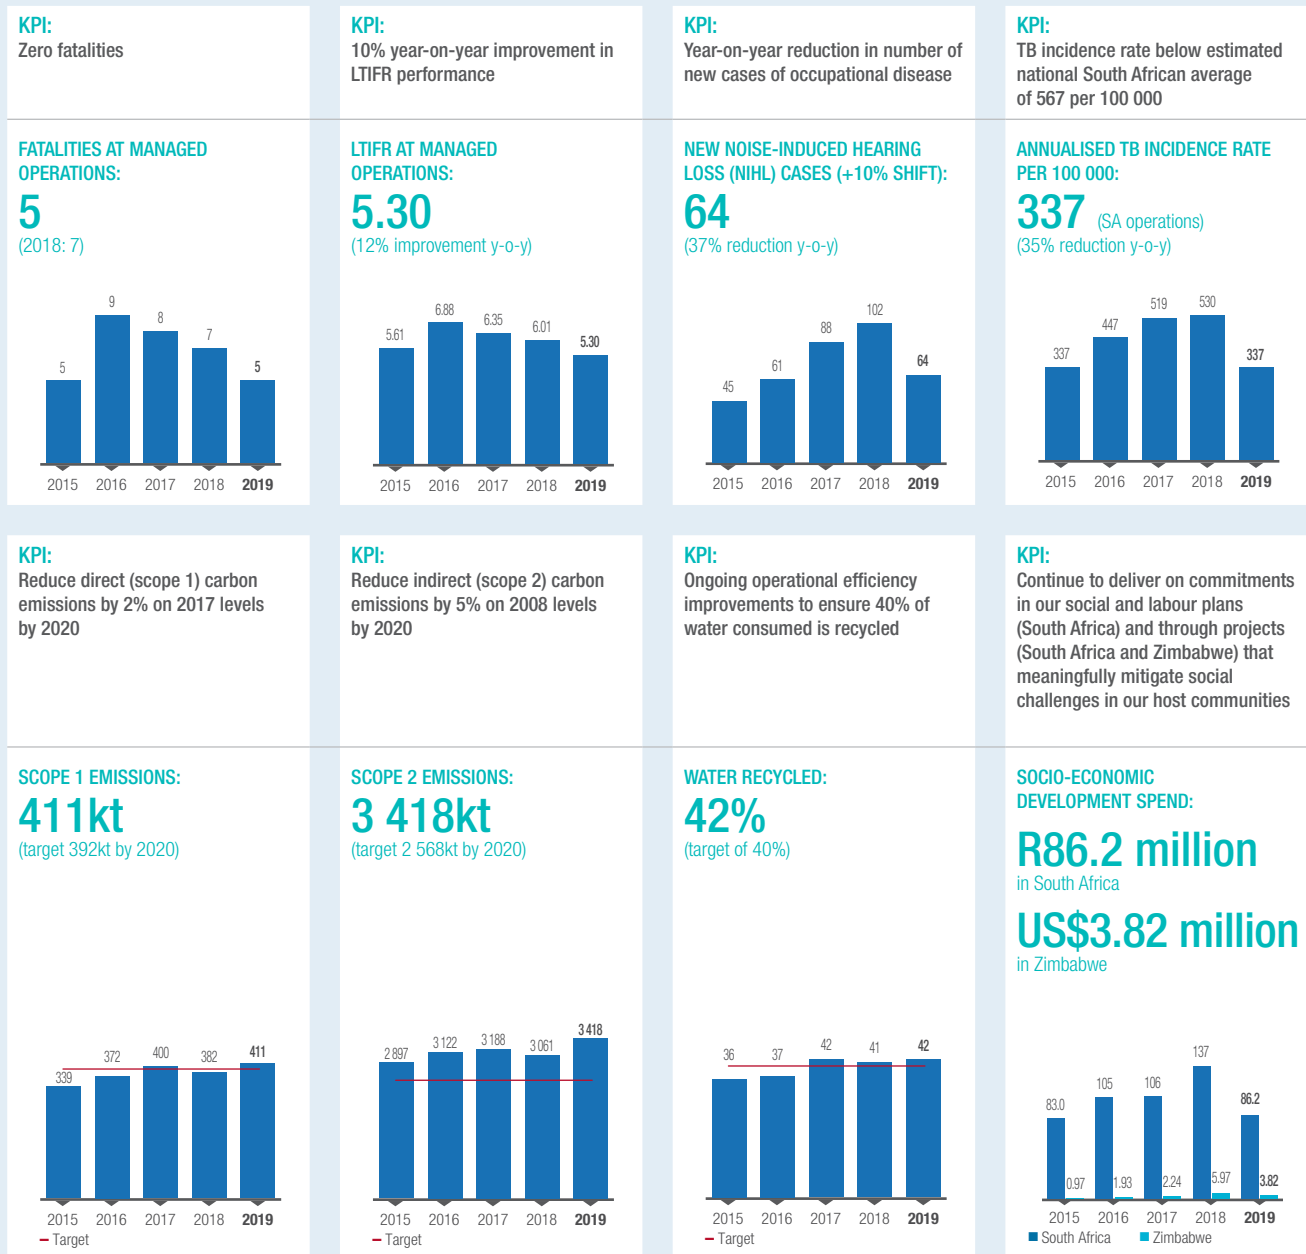 KPI:
Zero fatalities
FATALITIES AT MANAGED
OPERATIONS:
5
(2018: 7)
5
9
8
7
5
2015 2016 2017 2018 2019
KPI:
10% year-on-year improvement in
LTIFR performance
LTIFR AT MANAGED
OPERATIONS:
5.30
(12% improvement y-o-y)
5.61
6.88
6.35
6.01
5.30
2015 2016 2017 2018 2019
KPI:
Year-on-year reduction in number of
new cases of occupational disease
NEW NOISE-INDUCED HEARING
LOSS (NIHL) CASES (+10% SHIFT):
64
(37% reduction y-o-y)
45
61
88
102
64
2015 2016 2017 2018 2019
KPI:
TB incidence rate below estimated
national South African average
of 567 per 100 000
ANNUALISED TB INCIDENCE RATE
PER 100 000:
337 (SA operations)
(35% reduction y-o-y)
337
447
519
530
337
2015 2016 2017 2018 2019
KPI:
Reduce direct (scope 1) carbon
emissions by 2% on 2017 levels
by 2020
SCOPE 1 EMISSIONS:
411kt
(target 392kt by 2020)
339
372
400
382
411
2015 2016 2017 2018 2019
Target
KPI:
Reduce indirect (scope 2) carbon
emissions by 5% on 2008 levels
by 2020
SCOPE 2 EMISSIONS:
3 418kt
(target 2 568kt by 2020)
2 897
3 122
3 188
3 061
3 418
2015 2016 2017 2018 2019
Target
KPI:
Ongoing operational efficiency
improvements to ensure 40% of
water consumed is recycled
WATER RECYCLED:
42%
(target of 40%)
36
37
42
41
42
2015 2016 2017 2018 2019
Target
KPI:
Continue to deliver on commitments
in our social and labour plans
(South Africa) and through projects
(South Africa and Zimbabwe) that
meaningfully mitigate social
challenges in our host communities
SOCIO-ECONOMIC
DEVELOPMENT SPEND:
R86.2 million
in South Africa
US$3.82 million
in Zimbabwe
83.0
0.97
105
1.93
106
2.24
137
5.97
86.2
3.82
2015 2016 2017 2018 2019
South Africa Zimbabwe